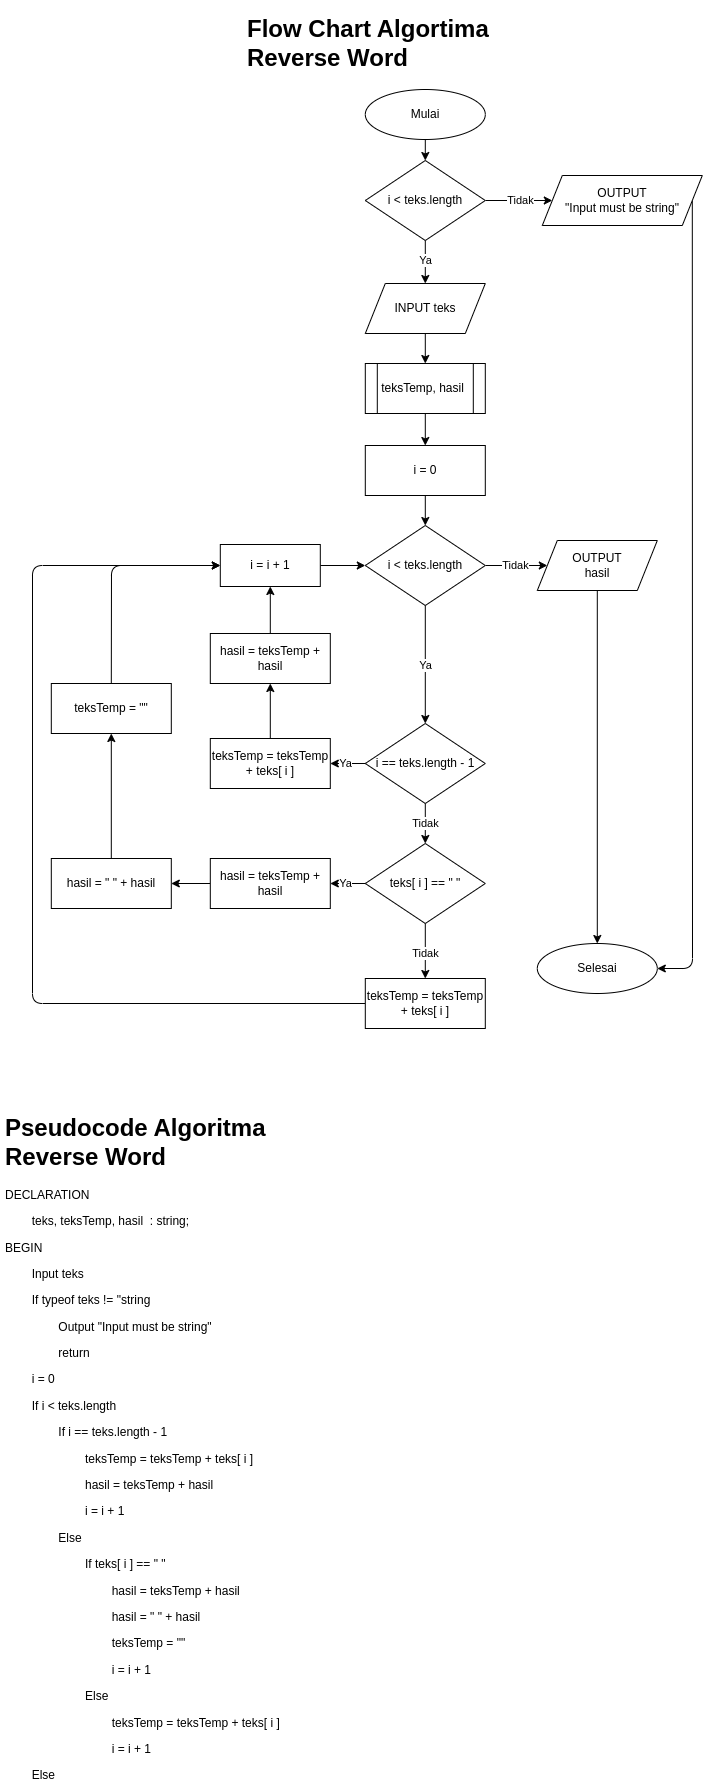 Flow Chart Algortima
Reverse Word
Mulai
i < teks.length
Tidak
OUTPUT
"Input must be string"
Ya
INPUT teks
teksTemp, hasil
i = 0
i = i + 1
i < teks.length
Tidak
OUTPUT
hasil
hasil = teksTemp +
hasil
Ya
teksTemp = ""
teksTemp = teksTemp
+ teks[ i ]
Ya
i == teks.length - 1
Tidak
hasil = " " + hasil
hasil = teksTemp +
hasil
Ya
teks[ i ] == " "
Tidak
Selesai
teksTemp = teksTemp
+ teks[ i ]
Pseudocode Algoritma
Reverse Word
DECLARATION
teks, teksTemp, hasil  : string;
BEGIN
Input teks
If typeof teks != "string
Output "Input must be string"
return
i = 0
If i < teks.length
If i == teks.length - 1
teksTemp = teksTemp + teks[ i ]
hasil = teksTemp + hasil
i = i + 1
Else
If teks[ i ] == " "
hasil = teksTemp + hasil
hasil = " " + hasil
teksTemp = ""
i = i + 1
Else
teksTemp = teksTemp + teks[ i ]
i = i + 1
Else